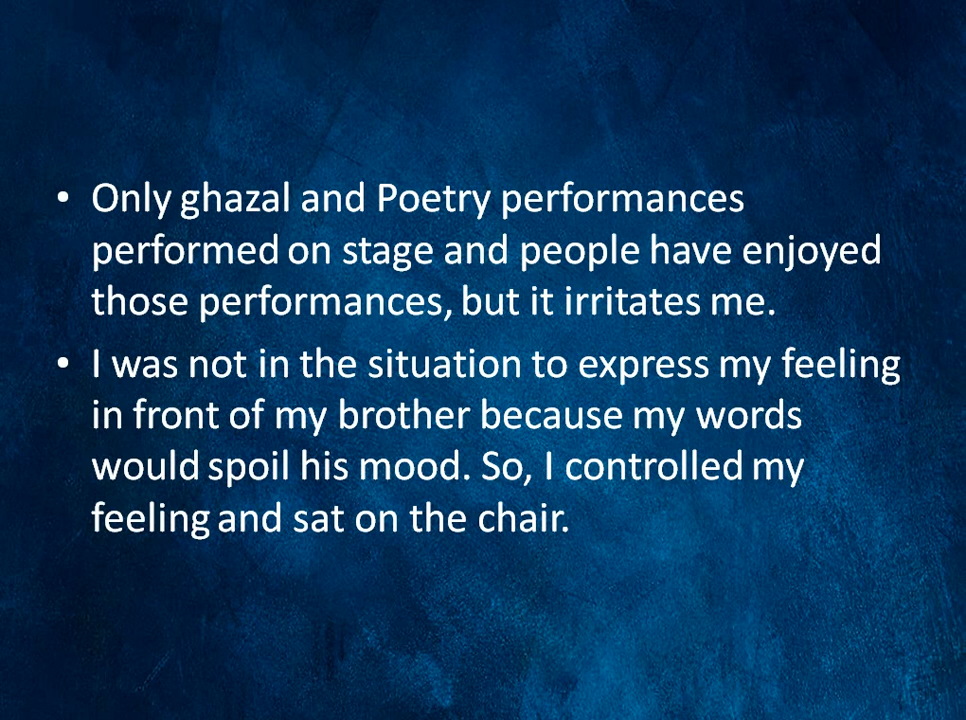 • Only ghazal and Poetry performances
performed on stage and people have enjoyed
those performances, but it irritates me.
• I was not in the situation to express my feeling
in front of my brother because my words
would spoil his mood. So, I controlled my
feeling and sat on the chair.